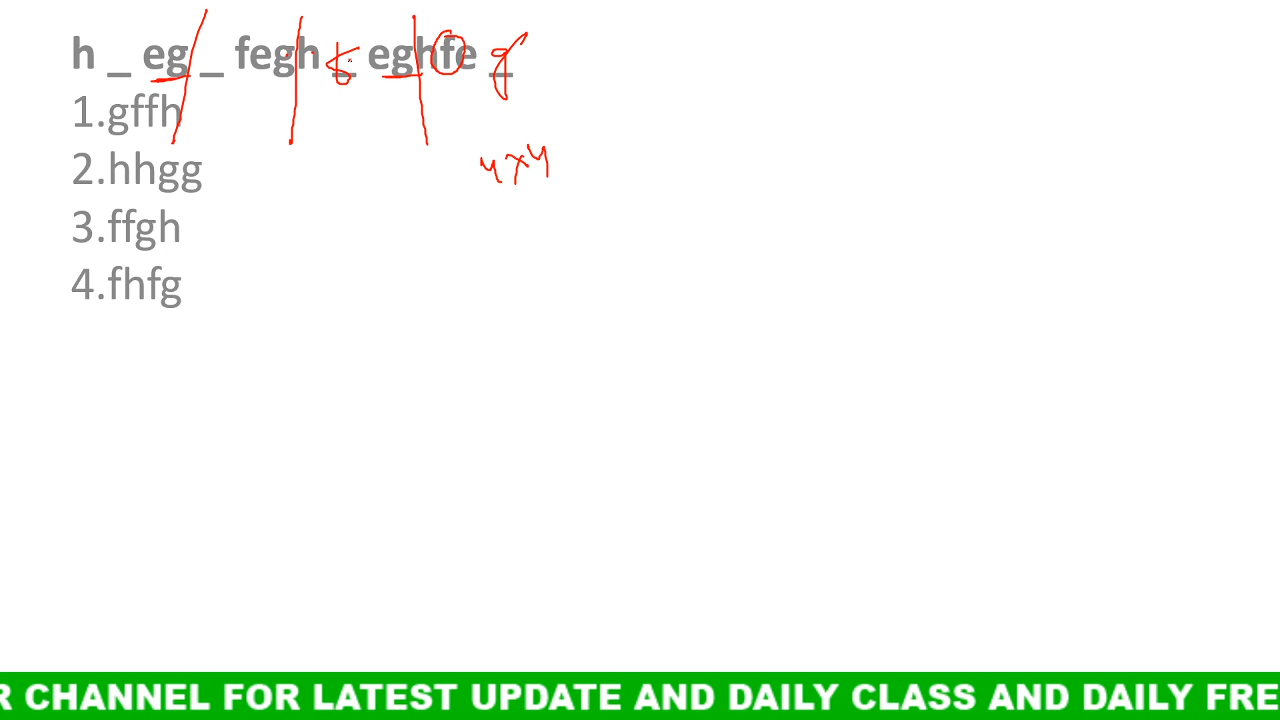 h _ eg _ fegh _ eghfe _
1.gffh
2.hhgg
3.ffgh
4.fhfg
4x4
R CHANNEL FOR LATEST UPDATE AND DAILY CLASS AND DAILY FRE